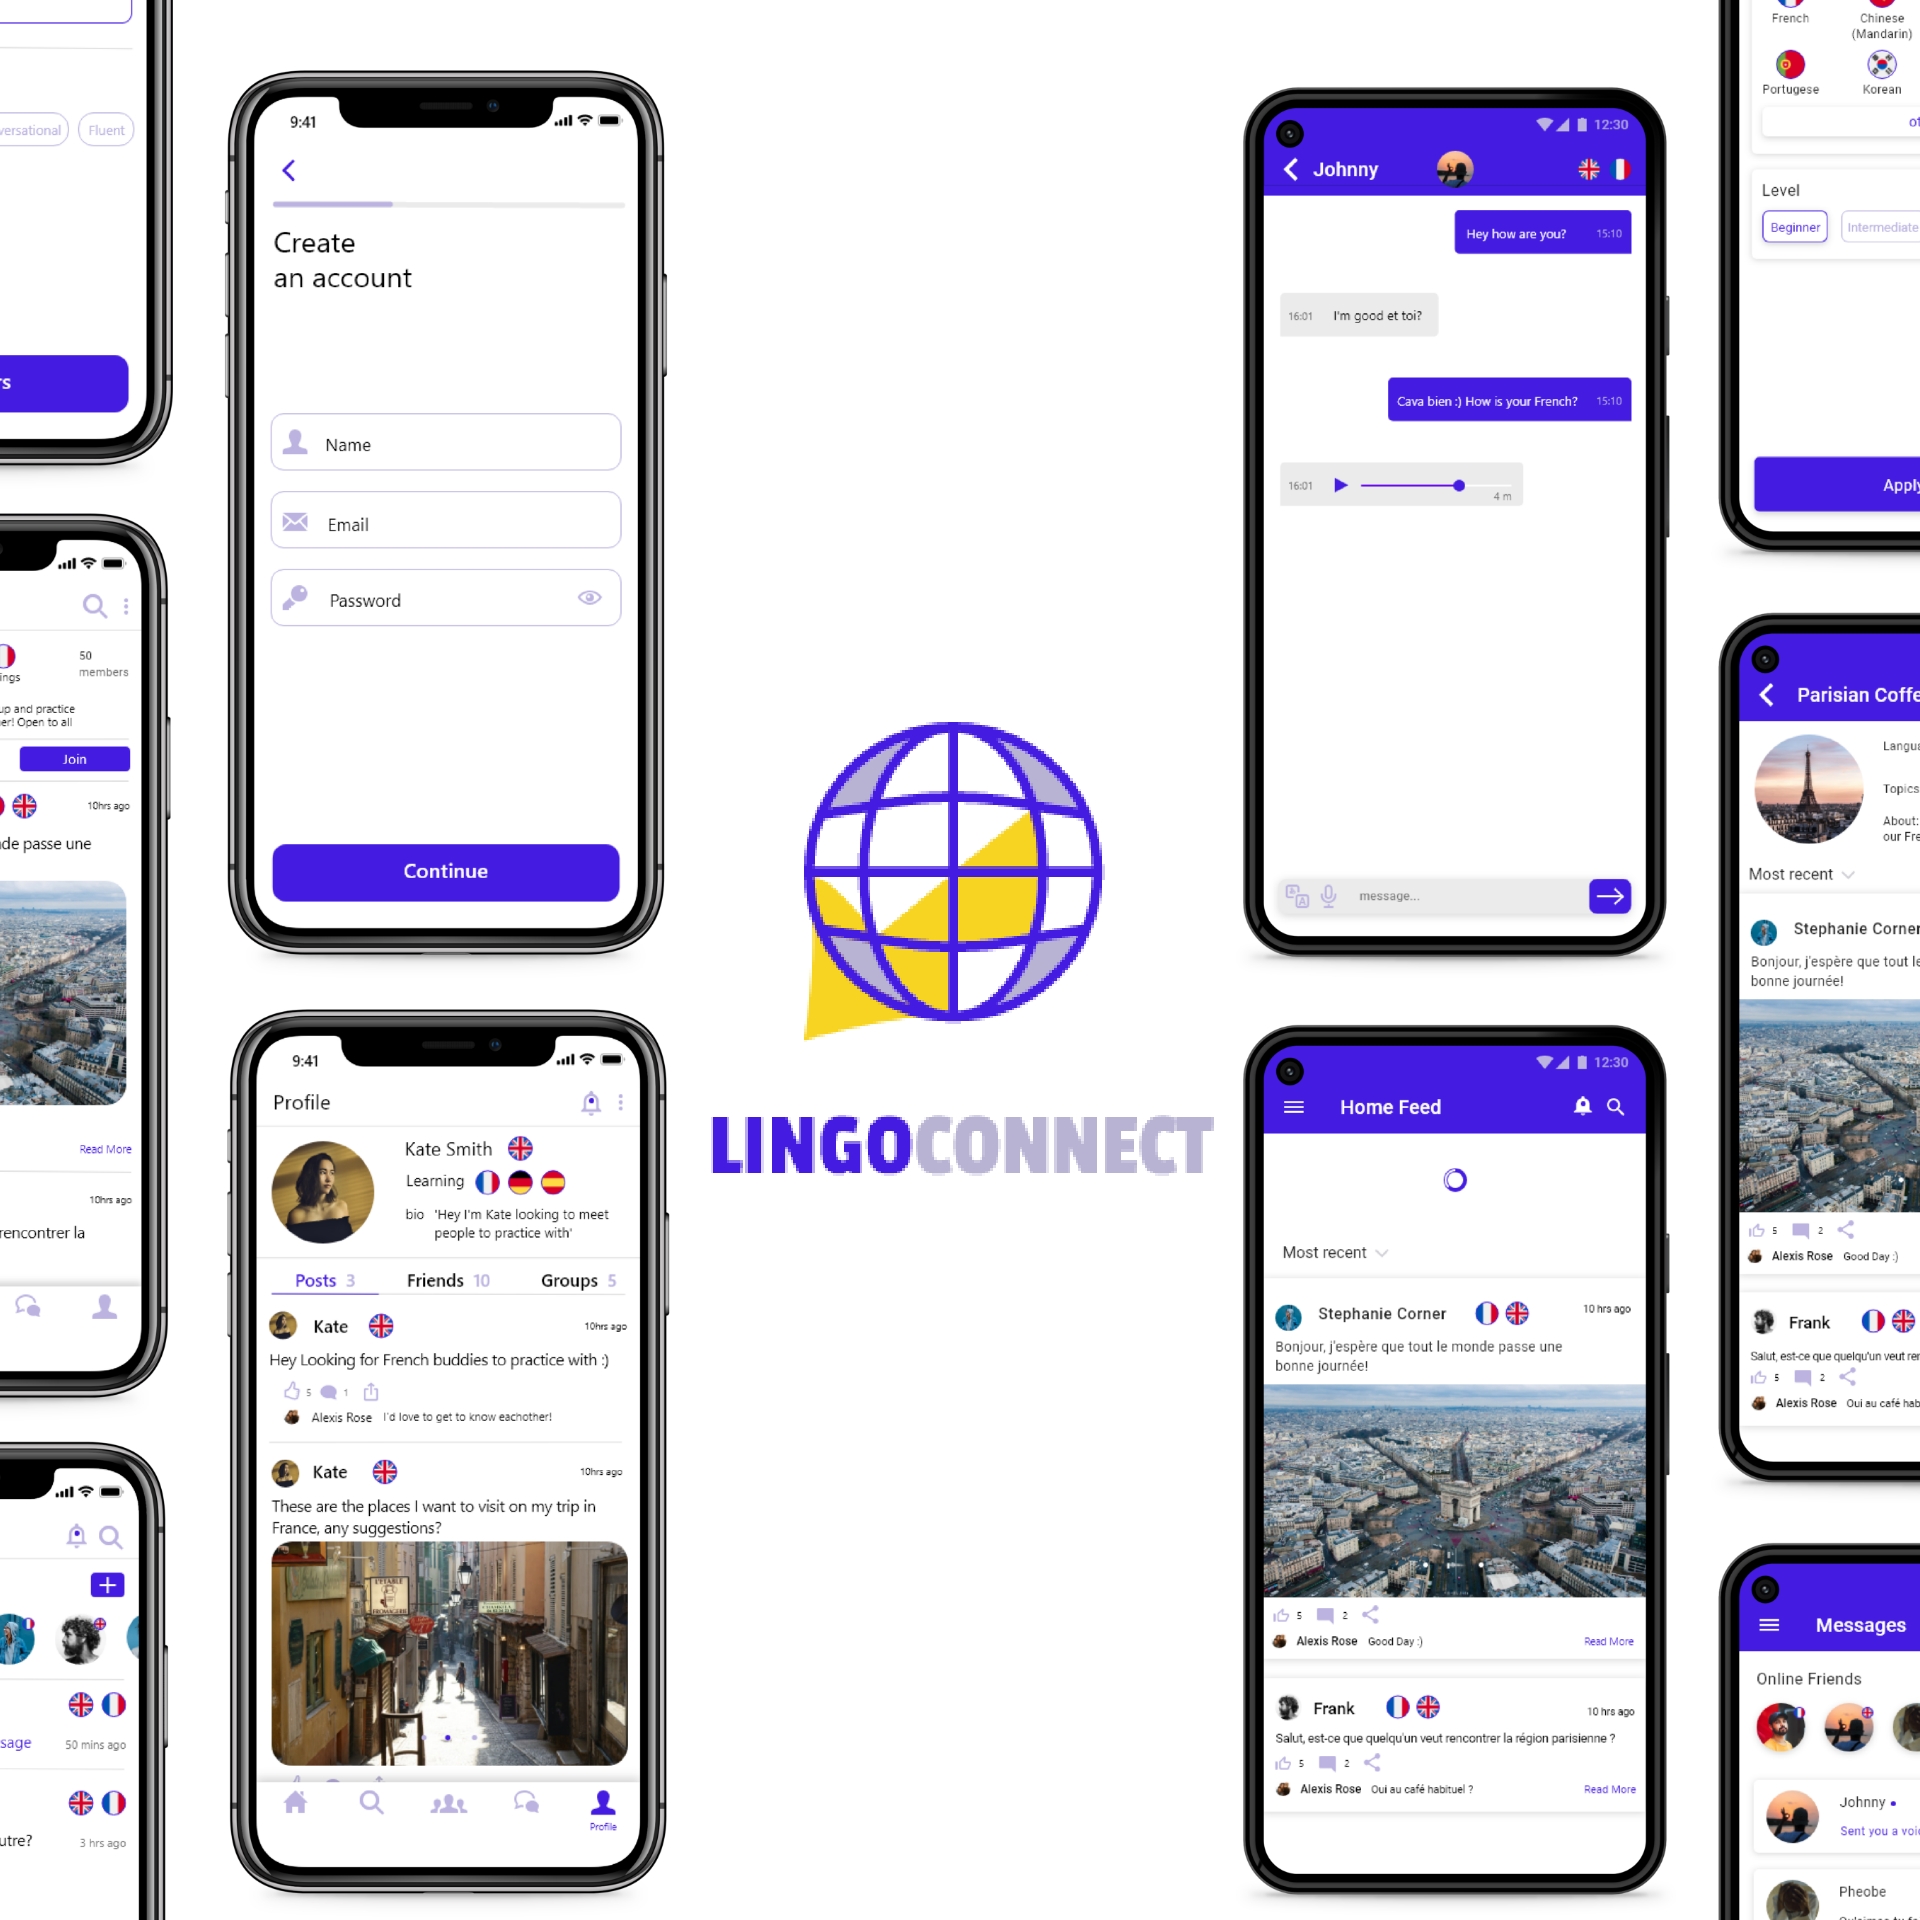 Fluent
50
members
up and practice
Open to all
Join
10hrs ago
passe une
Read More
10hrs ago
rencontrer la
50 mins ago
3 hrs ago
9:41
Create
an account
Name
Email
Password
Continue
9:41
Profile
Kate Smith
Learning
bio 'Hey I'm Kate looking to meet
people to practice with'
Posts 3 Friends 10 Groups 5
Kate
10hrs ago
Hey Looking for French buddies to practice with :)
5 1
Alexis Rose I'd love to get to know eachother!
Kate
10hrs ago
These are the places I want to visit on my trip in
France, any suggestions?
L'ETABLE
FROMAGERIE
Profile
LINGOCONNECT
12:30
Johnny
Hey how are you? 15:10
16:01 I'm good et toi?
Cava bien :) How is your French? 15:10
16:01
4 m
message...
12:30
Home Feed
Most recent
Stephanie Corner
10 hrs ago
Bonjour, j'espère que tout le monde passe une
bonne journée!
5 2
Alexis Rose Good Day :)
Read More
Frank
10 hrs ago
Salut, est-ce que quelqu'un veut rencontrer la région parisienne ?
5 2
Alexis Rose Oui au café habituel ?
Read More
French Chinese
(Mandarin)
Portugese Korean
Level
Beginner Intermediate
Apply
Parisian Coffe
Langua
Topics
About:
our Fre
Most recent
Stephanie Corner
Bonjour, j'espère que tout le
bonne journée!
5 2
Alexis Rose Good Day :)
Frank
Salut, est-ce que quelqu'un veut ren
5 2
Alexis Rose Oui au café hab
Messages
Online Friends
Johnny
Sent you a voi
Pheobe